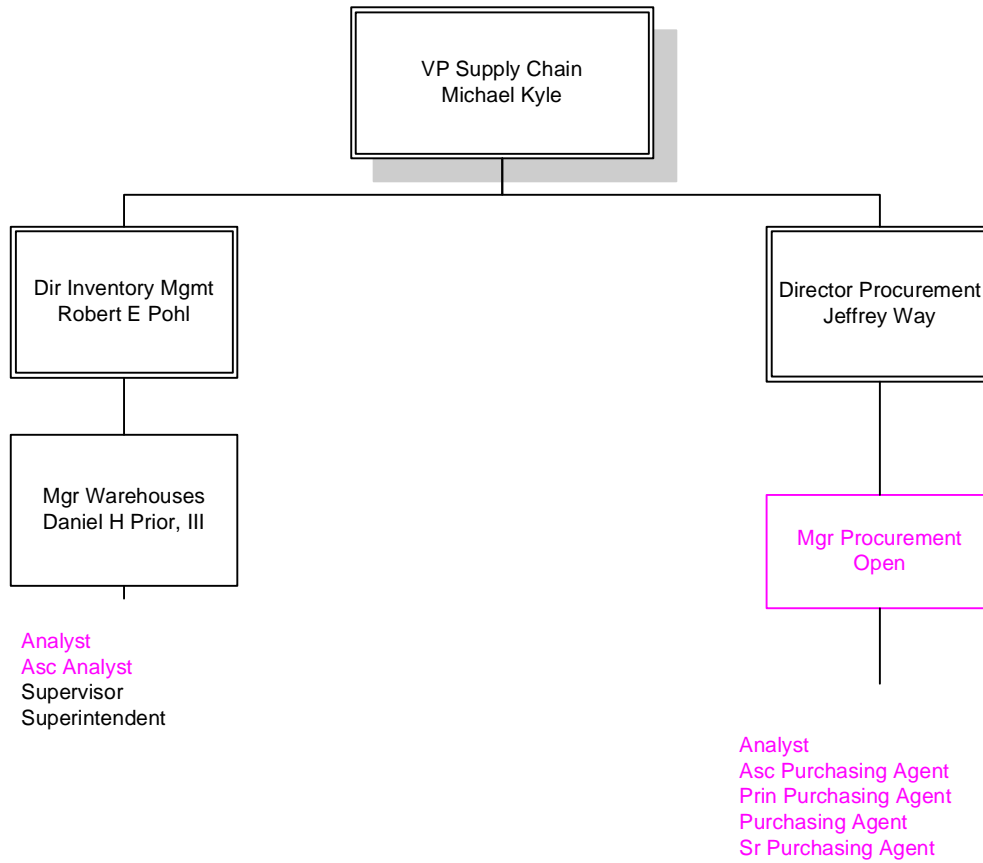 VP Supply Chain
Michael Kyle
Dir Inventory Mgmt
Robert E Pohl
Director Procurement
Jeffrey Way
Mgr Warehouses
Daniel H Prior, III
Mgr Procurement
Open
Analyst
Asc Analyst
Supervisor
Superintendent
Analyst
Asc Purchasing Agent
Prin Purchasing Agent
Purchasing Agent
Sr Purchasing Agent